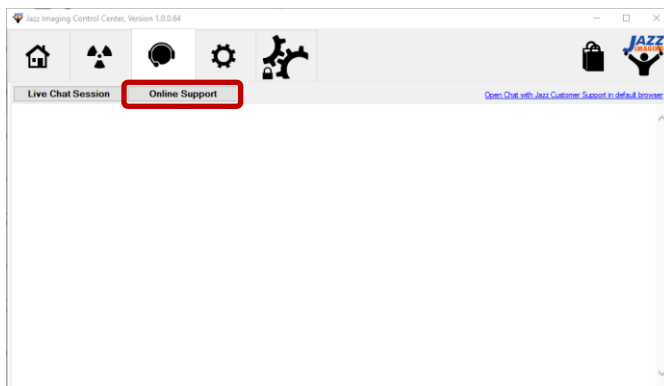 Jazz Imaging Control Center, Version 1.0.0.64
JAZZ
IMAGING
Live Chat Session
Online Support
Open Chat with Jazz Customer Support in default browser